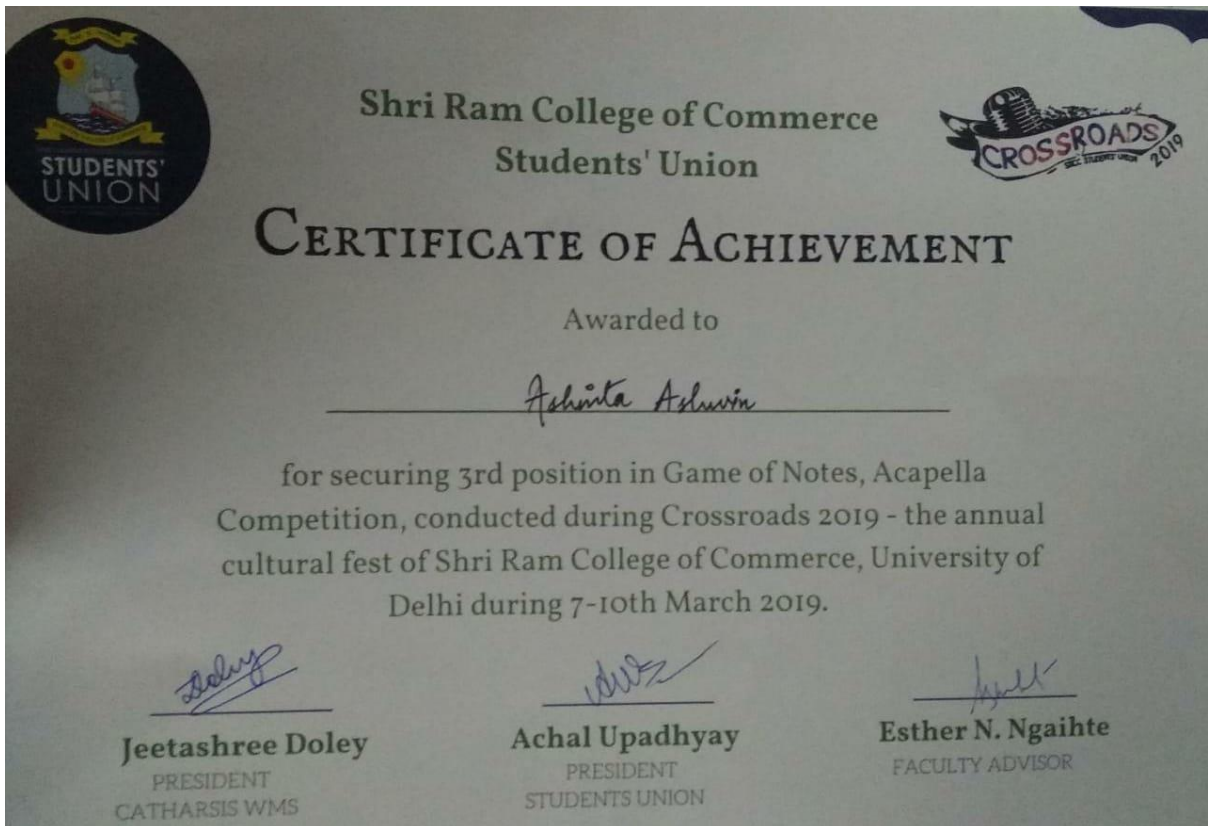 STUDENTS'
UNION
Shri Ram College of Commerce
Students' Union
CROSSROADS
2019
CERTIFICATE OF ACHIEVEMENT
Awarded to
Ashinta Ashwin
for securing 3rd position in Game of Notes, Acapella
Competition, conducted during Crossroads 2019 - the annual
cultural fest of Shri Ram College of Commerce, University of
Delhi during 7-10th March 2019.
Doley
Jeetashree Doley
PRESIDENT
CATHARSIS WMS
Achal Upadhyay
PRESIDENT
STUDENTS UNION
Esther N. Ngaihte
FACULTY ADVISOR